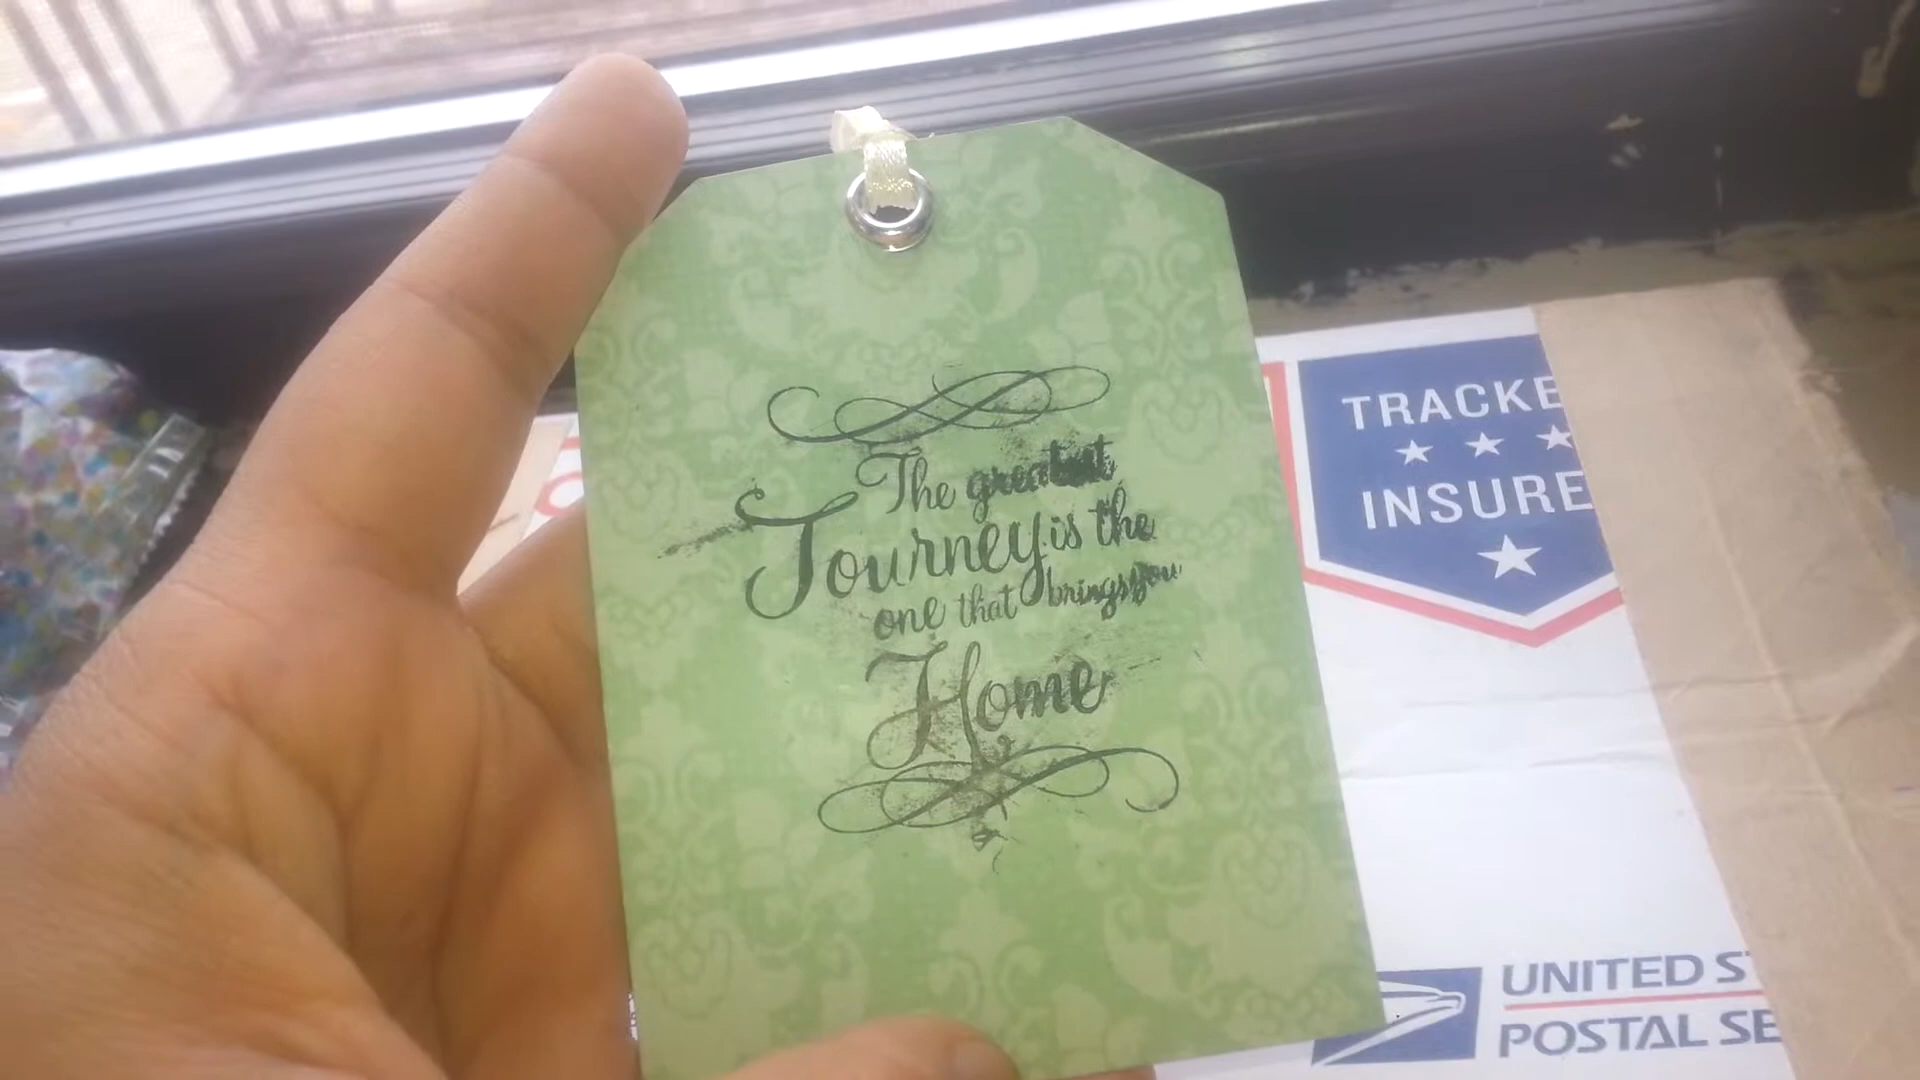 The greatest
Journey is the
one that brings you
Home
TRACKE
INSURE
UNITED S
POSTAL SE